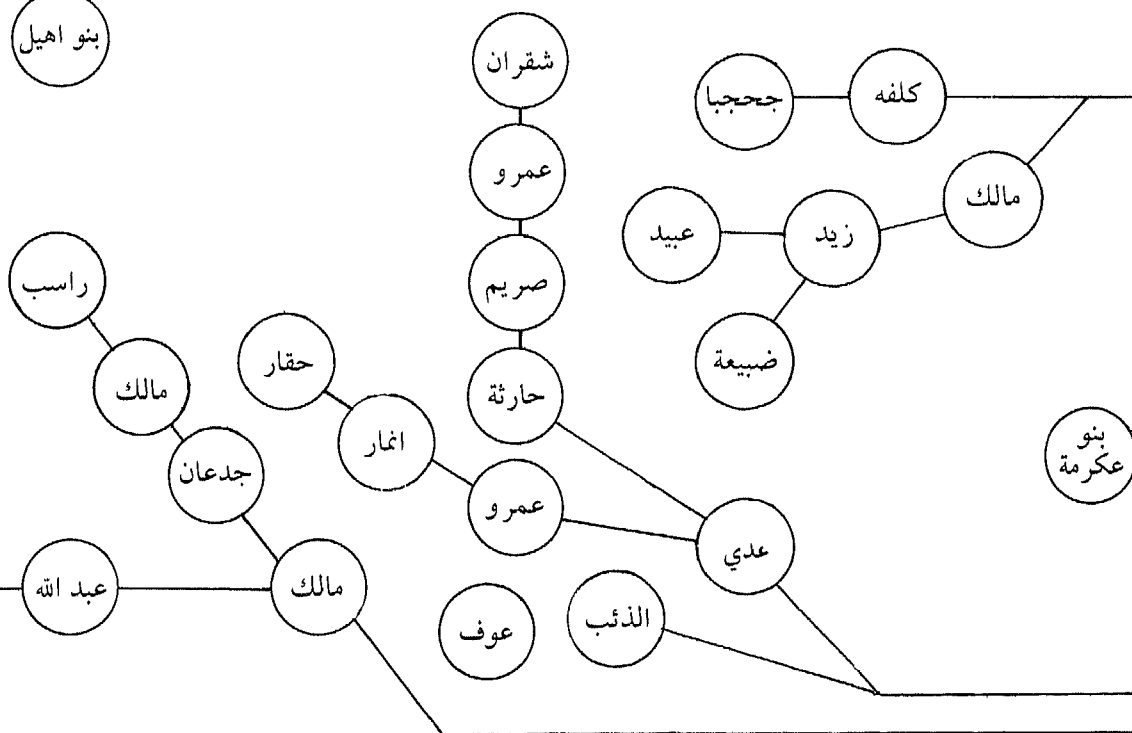 بنو اهيل
شقران
جحجبا
كلفه
عمرو
مالك
عبيد
زيد
راسب
صريم
حقار
ضبيعة
مالك
حارثة
انمار
بنو
عكرمة
جدعان
عمرو
عدي
عبد الله
مالك
عوف
الذئب